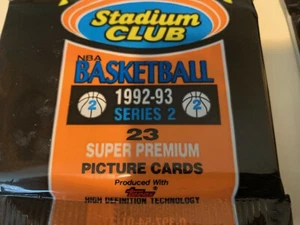 Stadium
CLUB
NBA
BASKETBALL
2 1992-93 2
SERIES 2
23
SUPER PREMIUM
PICTURE CARDS
Produced With
HIGH DEFINITION TECHNOLOGY